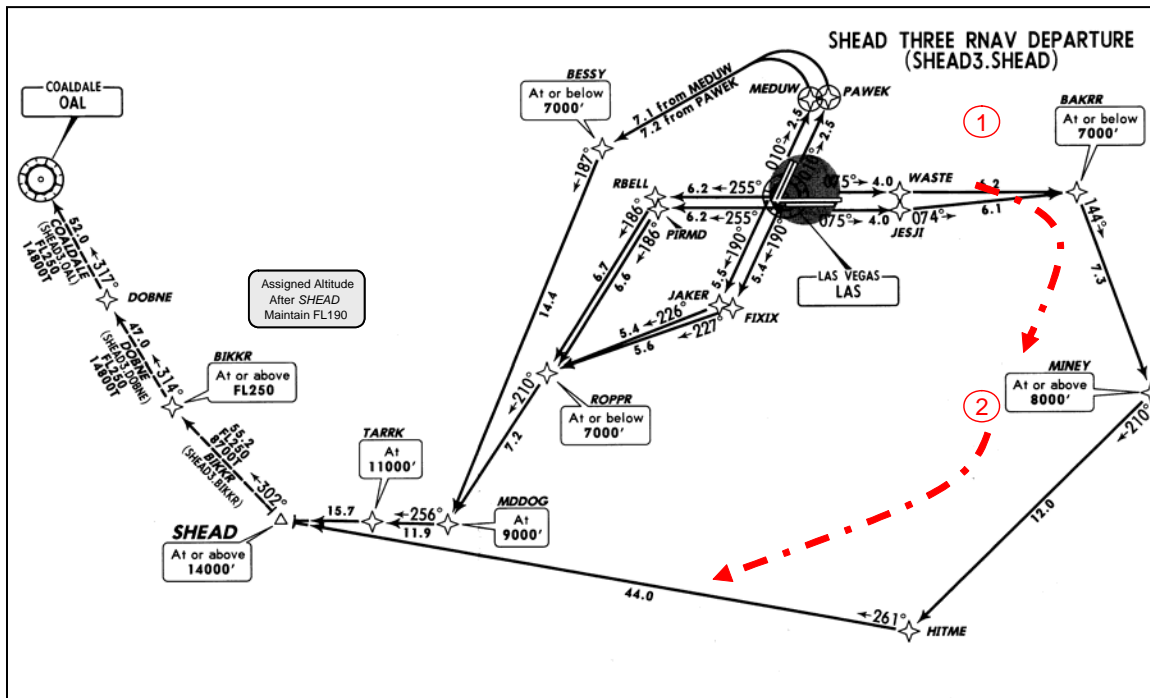 SHEAD THREE RNAV DEPARTURE
(SHEAD3.SHEAD)
COALDALE
OAL
BESSY
At or below
7000'
7.1 from MEDUW
7.2 from PAWEK
MEDUW
PAWEK
2.5
2.5
010°
010°
1
BAKRR
At or below
7000'
187°
RBELL
6.2
255°
075°
4.0
WASTE
6.2
6.2
255°
075°
4.0
JESJI
074°
6.1
PIRMD
186°
186°
6.7
6.6
190°
190°
5.5
5.4
144°
7.3
LAS VEGAS
LAS
52.0
317°
COALDALE
(SHEAD3.OAL)
FL250
14800T
DOBNE
Assigned Altitude
After SHEAD
Maintain FL190
14.4
JAKER
FIXIX
5.4
226°
5.6
227°
47.0
314°
DOBNE
(SHEAD3.DOBNE)
FL250
14800T
BIKKR
At or above
FL250
210°
ROPPR
At or below
7000'
7.2
MINEY
At or above
8000'
2
210°
12.0
55.2
FL250
8700T
BIKKR
(SHEAD3.BIKKR)
302°
TARRK
At
11000'
15.7
256°
11.9
MDDOG
At
9000'
SHEAD
At or above
14000'
44.0
261°
HITME